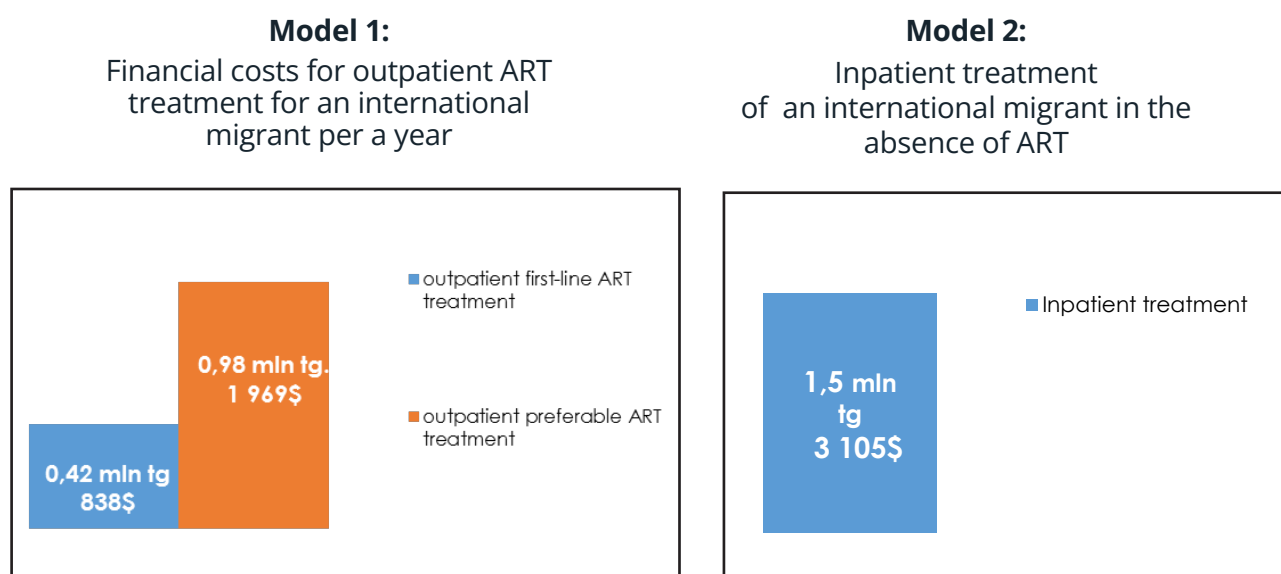 Model 1:
Financial costs for outpatient ART
treatment for an international
migrant per a year
outpatient first-line ART
treatment
0,98 mln tg.
1 969$
outpatient preferable ART
treatment
0,42 mln tg
838$
Model 2:
Inpatient treatment
of an international migrant in the
absence of ART
Inpatient treatment
1,5 mln
tg
3 105$